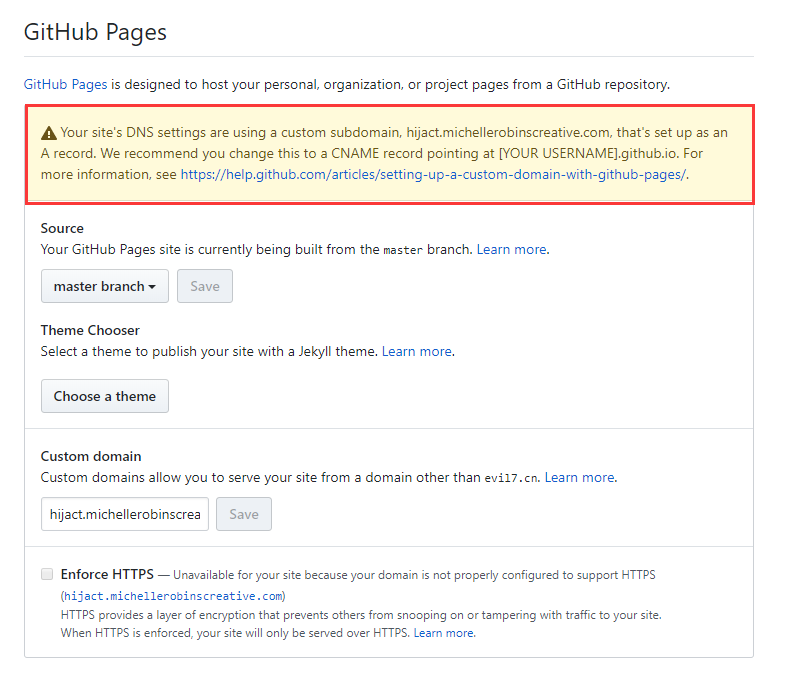 GitHub Pages
GitHub Pages is designed to host your personal, organization, or project pages from a GitHub repository.
Your site's DNS settings are using a custom subdomain, hijact.michellerobinscreative.com, that's set up as an
A record. We recommend you change this to a CNAME record pointing at [YOUR USERNAME].github.io. For
more information, see https://help.github.com/articles/setting-up-a-custom-domain-with-github-pages/.
Source
Your GitHub Pages site is currently being built from the master branch. Learn more.
master branch
Save
Theme Chooser
Select a theme to publish your site with a Jekyll theme. Learn more.
Choose a theme
Custom domain
Custom domains allow you to serve your site from a domain other than evil7.cn. Learn more.
hijact.michellerobinscrea
Save
Enforce HTTPS — Unavailable for your site because your domain is not properly configured to support HTTPS
(hijact.michellerobinscreative.com)
HTTPS provides a layer of encryption that prevents others from snooping on or tampering with traffic to your site.
When HTTPS is enforced, your site will only be served over HTTPS. Learn more.